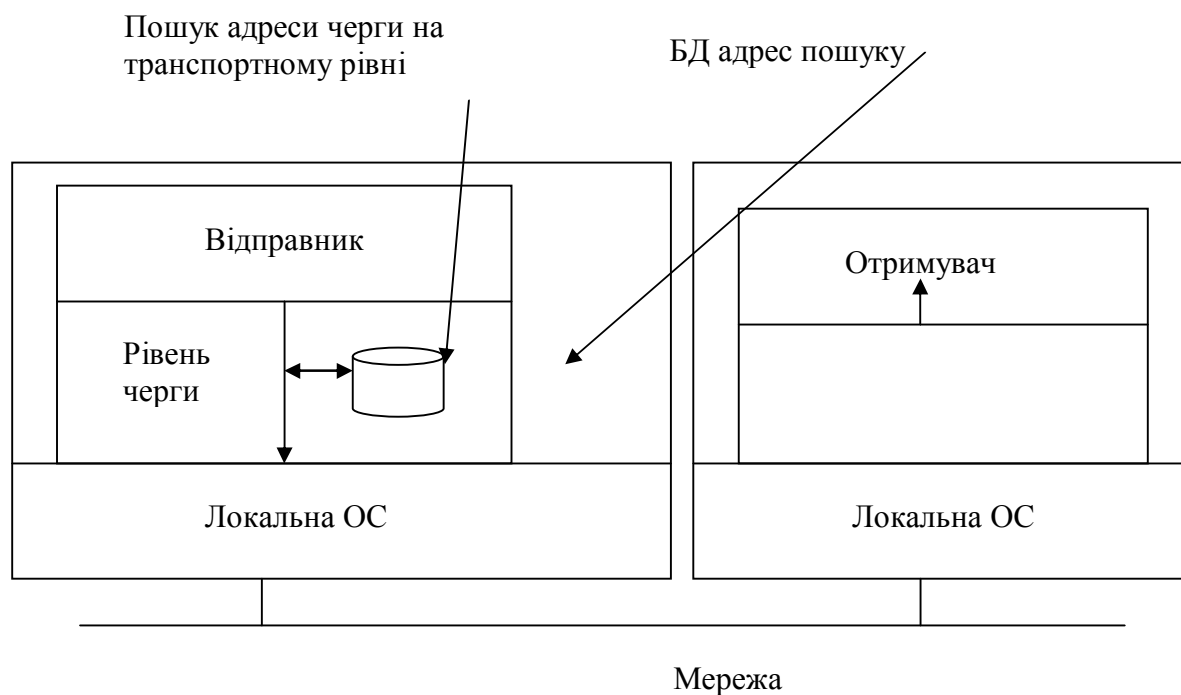 Пошук адреси черги на
транспортному рівні
БД адрес пошуку
Відправник
Отримувач
Рівень
черги
Локальна ОС
Локальна ОС
Мережа